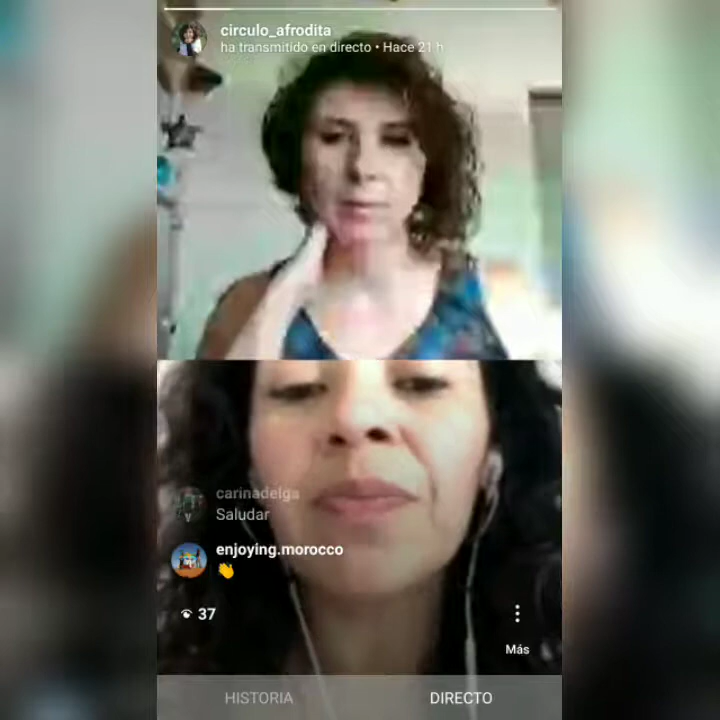 circulo_afrodita
ha transmitido en directo • Hace 21 h
carinadelga
Saludar
enjoying.morocco
37
Más
HISTORIA
DIRECTO